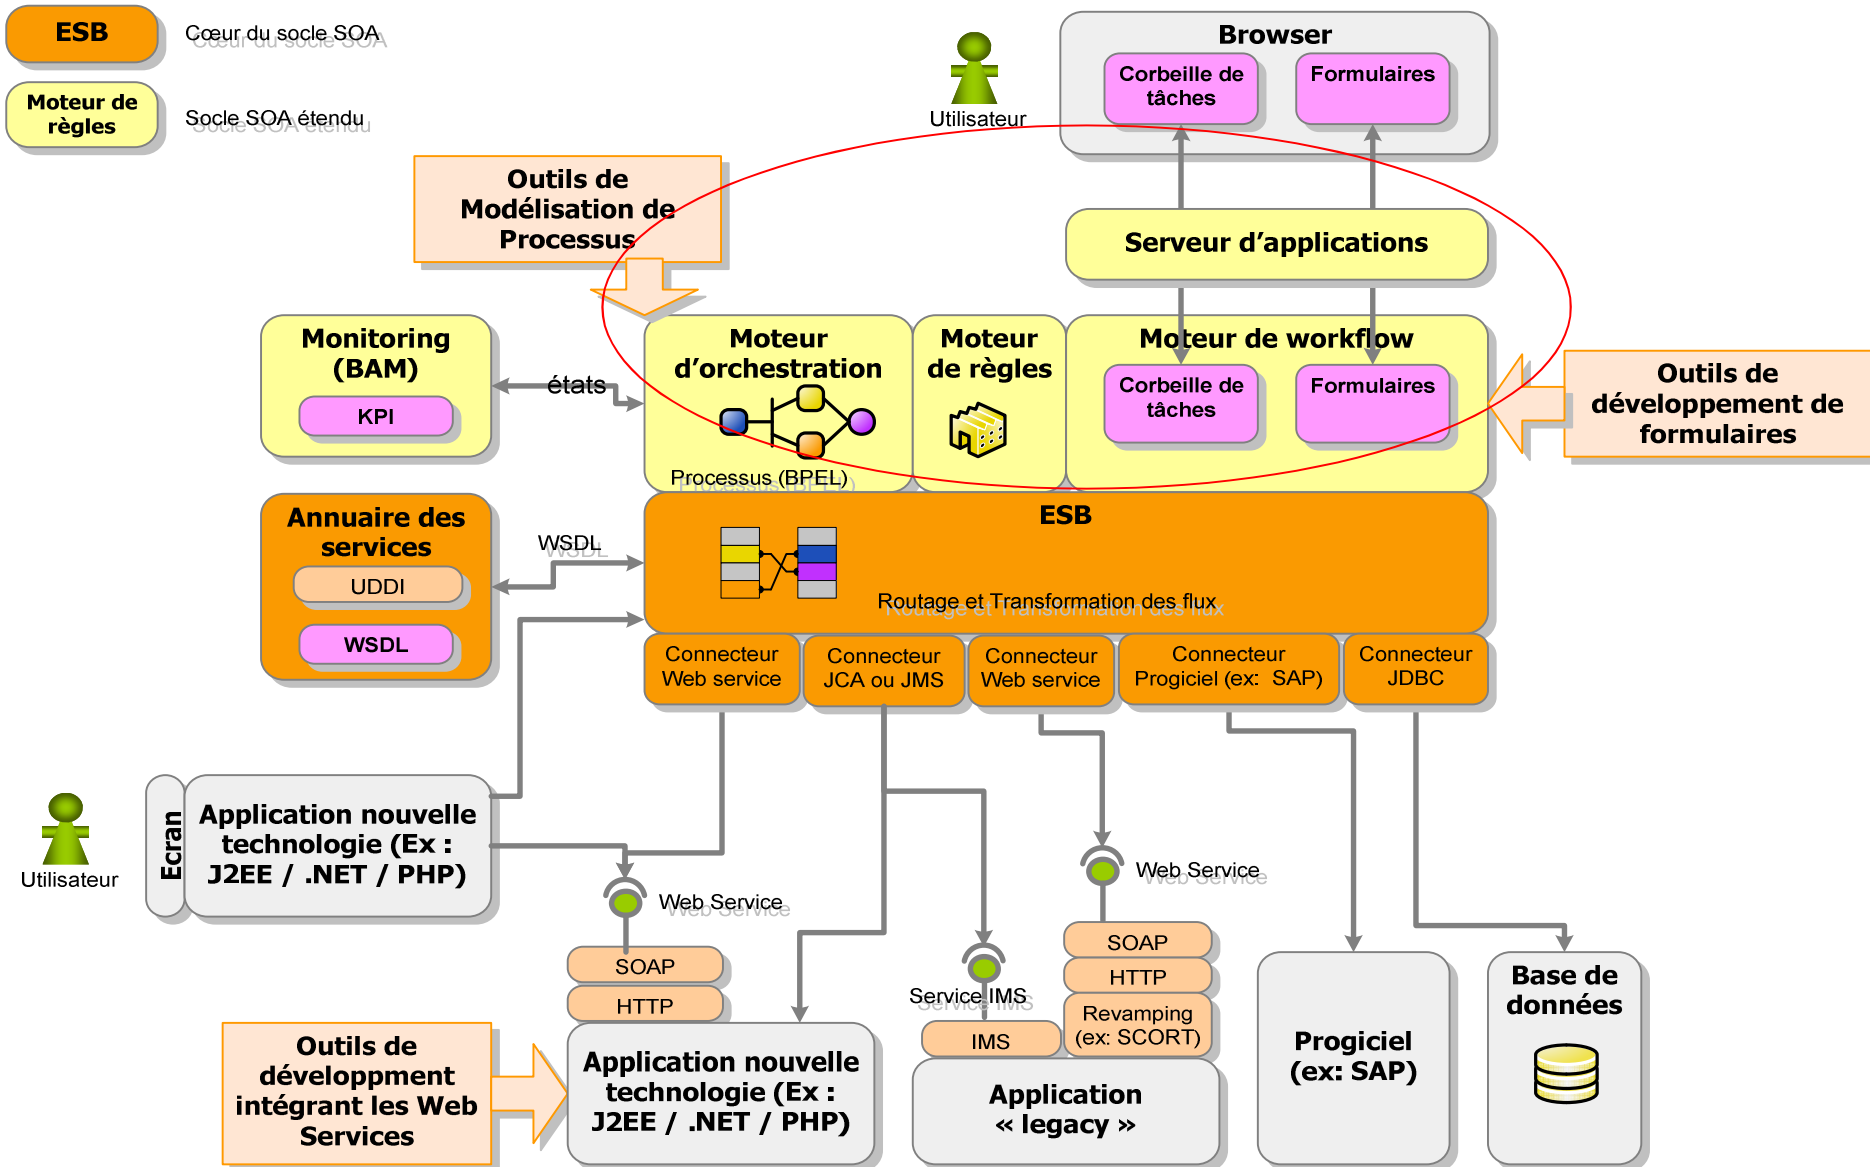 ESB
Cœur du socle SOA
Moteur de
règles
Socle SOA étendu
Utilisateur
Browser
Corbeille de
tâches
Formulaires
Outils de
Modélisation de
Processus
Serveur d’applications
Monitoring
(BAM)
KPI
états
Moteur
d’orchestration
Processus (BPEL)
Moteur
de règles
Moteur de workflow
Corbeille de
tâches
Formulaires
Outils de
développement de
formulaires
Annuaire des
services
UDDI
WSDL
WSDL
ESB
Routage et Transformation des flux
Connecteur
Web service
Connecteur
JCA ou JMS
Connecteur
Web service
Connecteur
Progiciel (ex: SAP)
Connecteur
JDBC
Utilisateur
Ecran
Application nouvelle
technologie (Ex :
J2EE / .NET / PHP)
Web Service
SOAP
HTTP
Service IMS
IMS
Web Service
SOAP
HTTP
Revamping
(ex: SCORT)
Outils de
développment
intégrant les Web
Services
Application nouvelle
technologie (Ex :
J2EE / .NET / PHP)
Application
« legacy »
Progiciel
(ex: SAP)
Base de
données